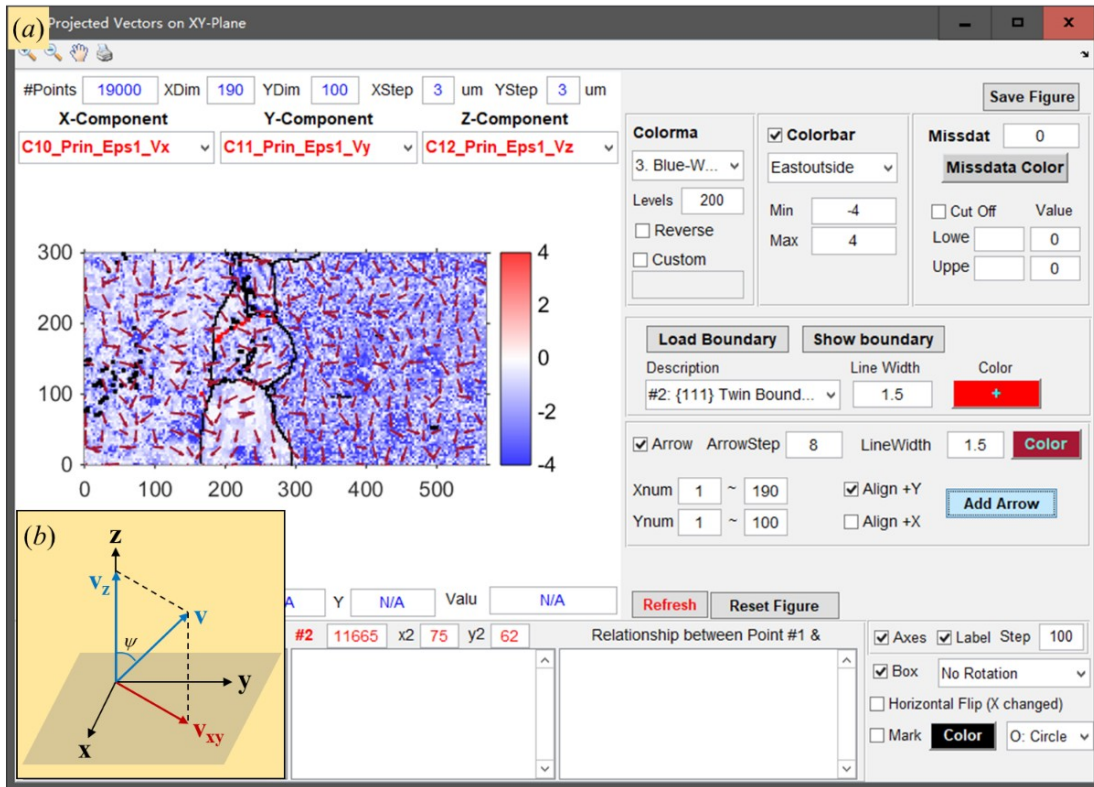 (a) Projected Vectors on XY-Plane
#Points 19000 XDim 190 YDim 100 XStep 3 um YStep 3 um
X-Component Y-Component Z-Component
C10_Prin_Eps1_Vx C11_Prin_Eps1_Vy C12_Prin_Eps1_Vz
300
200
100
0
0 100 200 300 400 500
4
2
0
-2
-4
Save Figure
Colorma
3. Blue-W...
Levels 200
Reverse
Custom
Colorbar
Eastoutside
Min -4
Max 4
Missdat 0
Missdata Color
Cut Off Value
Lowe 0
Uppe 0
Load Boundary Show boundary
Description Line Width Color
#2: {111} Twin Bound... 1.5 +
Arrow ArrowStep 8 LineWidth 1.5 Color
Xnum 1 ~ 190 Align +Y
Ynum 1 ~ 100 Align +X
Add Arrow
(b)
z
vz
v
ψ
y
vxy
x
A Y N/A Valu N/A
Refresh Reset Figure
#2 11665 x2 75 y2 62 Relationship between Point #1 &
Axes Label Step 100
Box No Rotation
Horizontal Flip (X changed)
Mark Color O: Circle